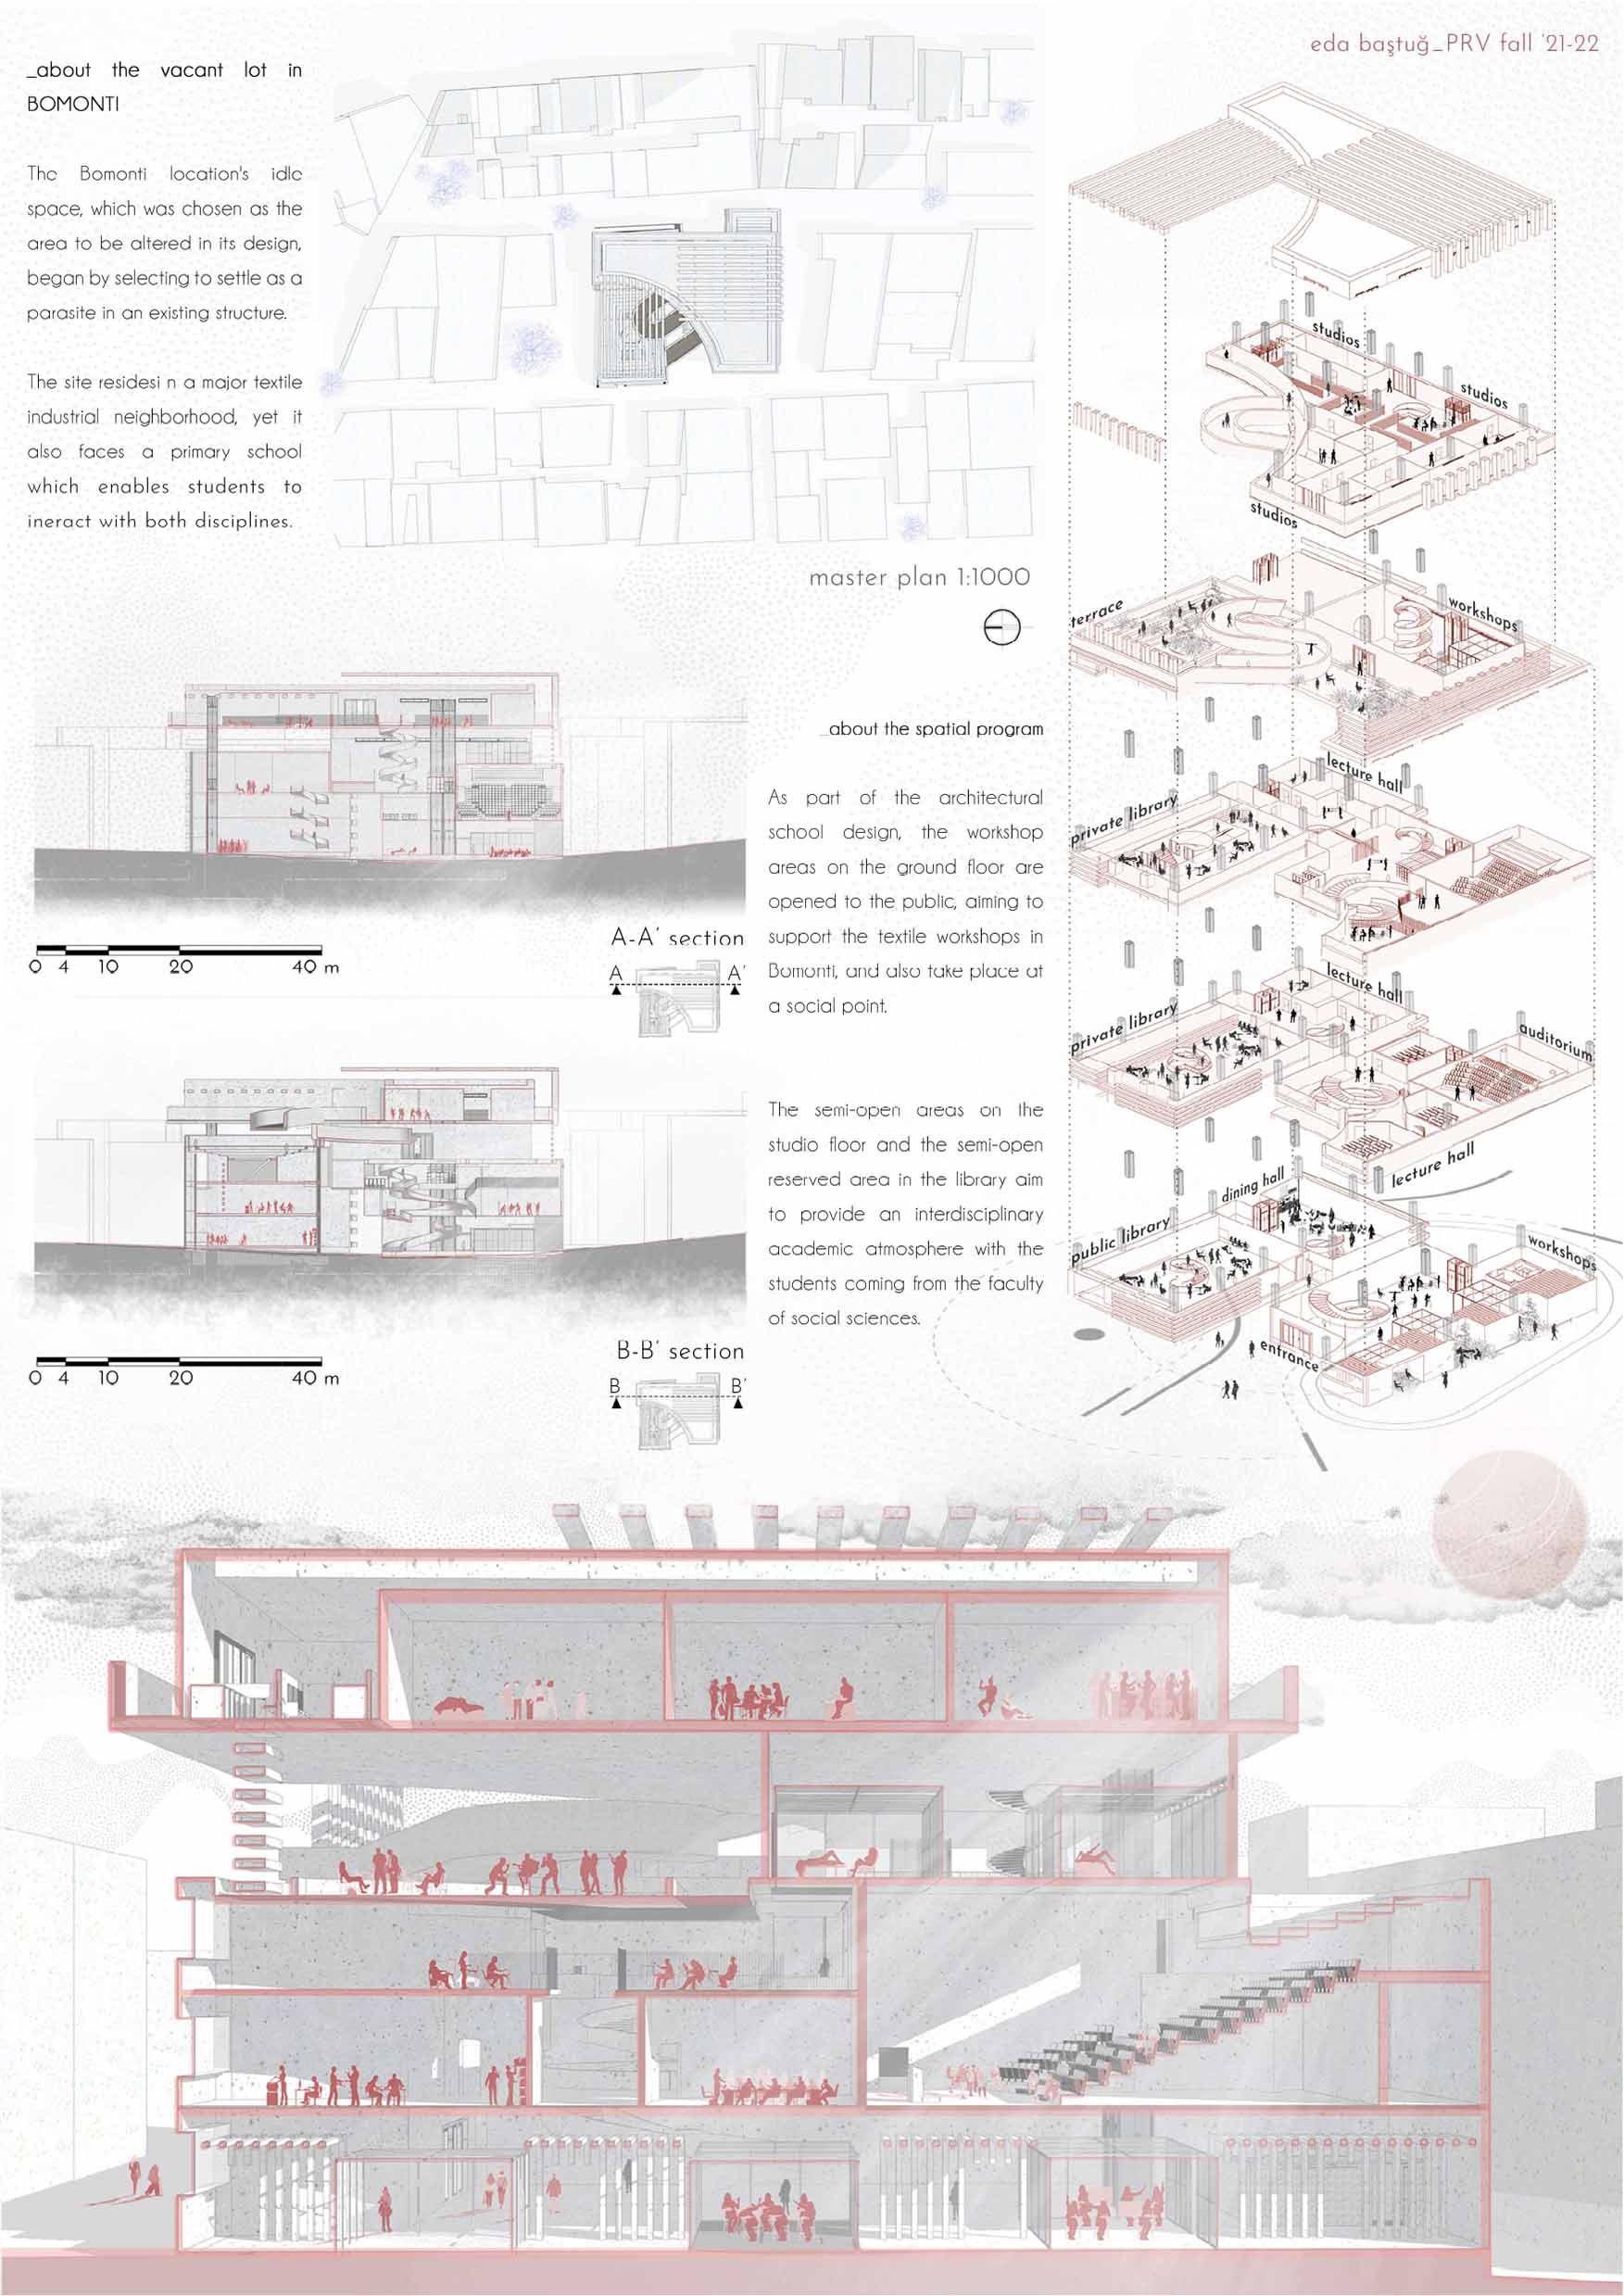 eda baştuğ_PRV fall '21-22
_about the vacant lot in
BOMONTI
The Bomonti location's idle
space, which was chosen as the
area to be altered in its design,
began by selecting to settle as a
parasite in an existing structure.
The site residesi n a major textile
industrial neighborhood, yet it
also faces a primary school
which enables students to
ineract with both disciplines.
master plan 1:1000
A-A' section
0 4 10 20 40 m
A A'
B-B' section
0 4 10 20 40 m
B B'
_about the spatial program
As part of the architectural
school design, the workshop
areas on the ground floor are
opened to the public, aiming to
support the textile workshops in
Bomonti, and also take place at
a social point.
The semi-open areas on the
studio floor and the semi-open
reserved area in the library aim
to provide an interdisciplinary
academic atmosphere with the
students coming from the faculty
of social sciences.
studios
studios
studios
terrace
workshops
lecture hall
private library
lecture hall
private library
auditorium
lecture hall
dining hall
public library
workshops
entrance